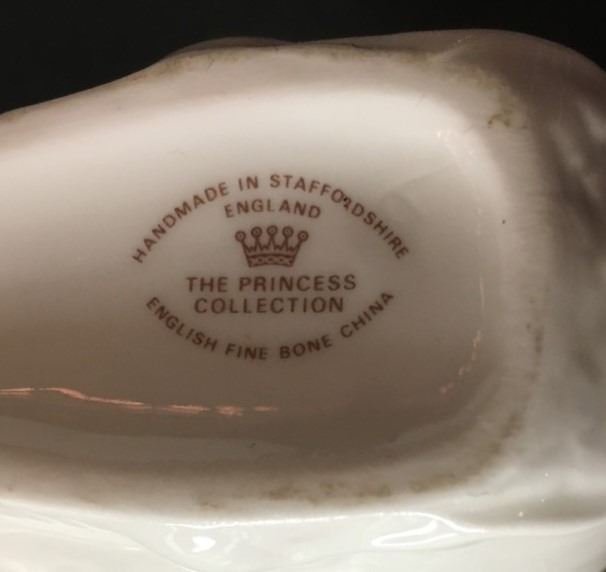 HANDMADE IN STAFFORDSHIRE
ENGLAND
THE PRINCESS
COLLECTION
ENGLISH FINE BONE CHINA